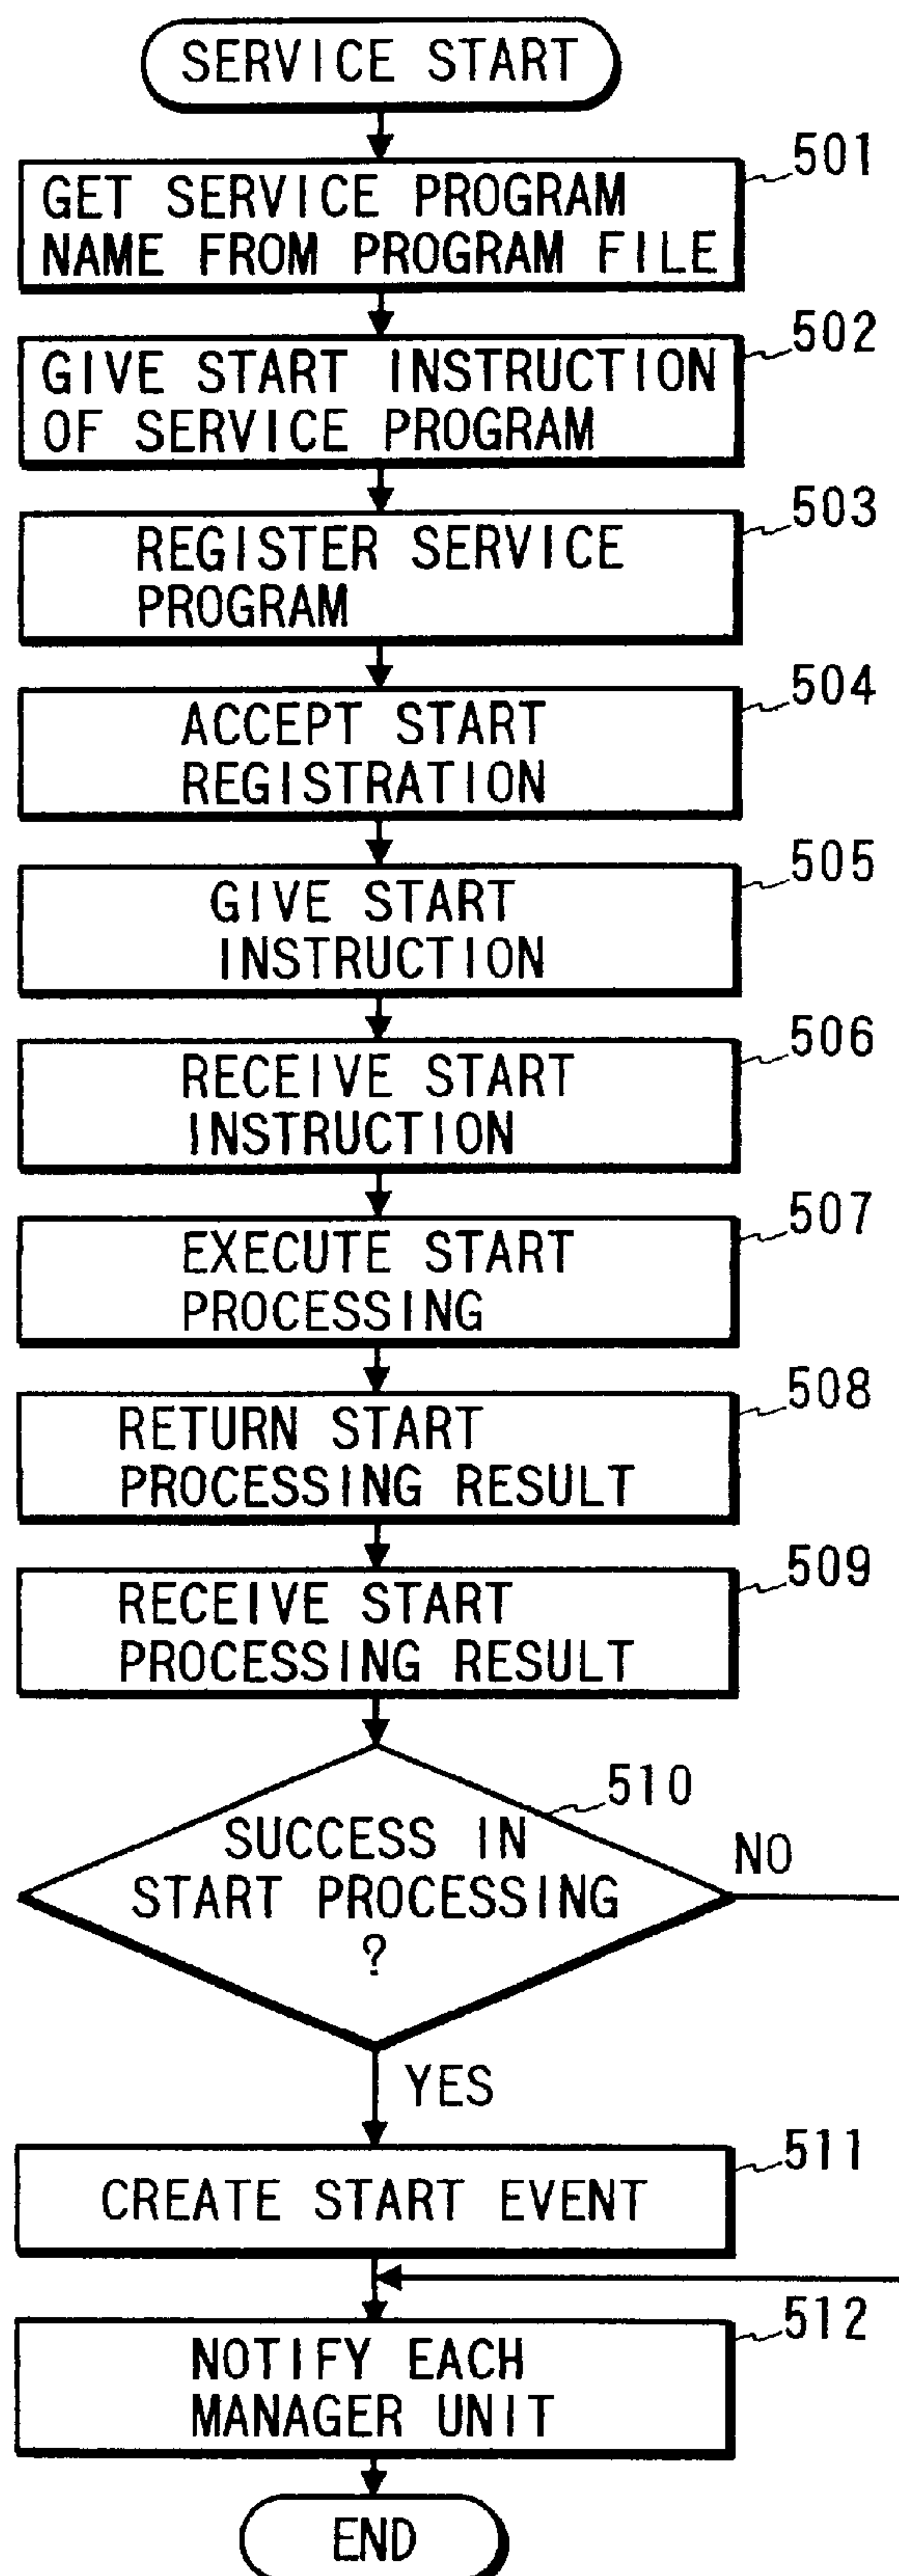 SERVICE START
501
GET SERVICE PROGRAM
NAME FROM PROGRAM FILE
502
GIVE START INSTRUCTION
OF SERVICE PROGRAM
503
REGISTER SERVICE
PROGRAM
504
ACCEPT START
REGISTRATION
505
GIVE START
INSTRUCTION
506
RECEIVE START
INSTRUCTION
507
EXECUTE START
PROCESSING
508
RETURN START
PROCESSING RESULT
509
RECEIVE START
PROCESSING RESULT
510
SUCCESS IN
START PROCESSING
?
NO
YES
511
CREATE START EVENT
512
NOTIFY EACH
MANAGER UNIT
END